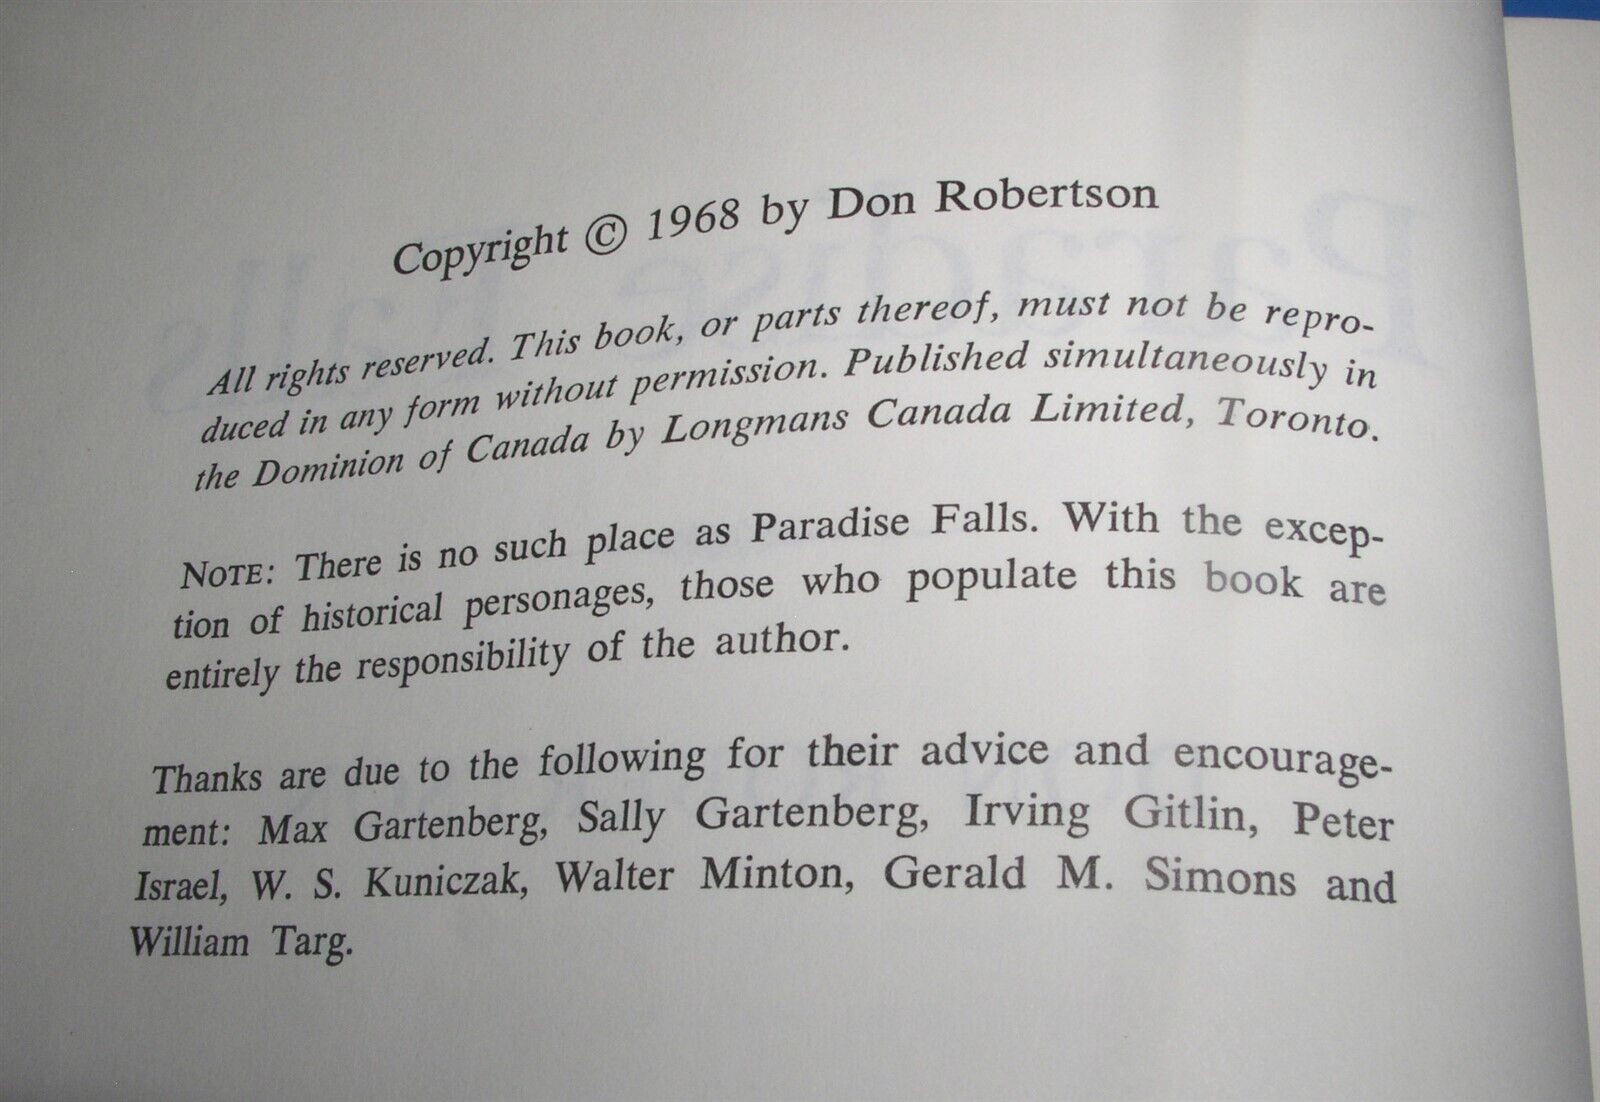 Copyright © 1968 by Don Robertson
All rights reserved. This book, or parts thereof, must not be repro-
duced in any form without permission. Published simultaneously in
the Dominion of Canada by Longmans Canada Limited, Toronto.
NOTE: There is no such place as Paradise Falls. With the excep-
tion of historical personages, those who populate this book are
entirely the responsibility of the author.
Thanks are due to the following for their advice and encourage-
ment: Max Gartenberg, Sally Gartenberg, Irving Gitlin, Peter
Israel, W. S. Kuniczak, Walter Minton, Gerald M. Simons and
William Targ.